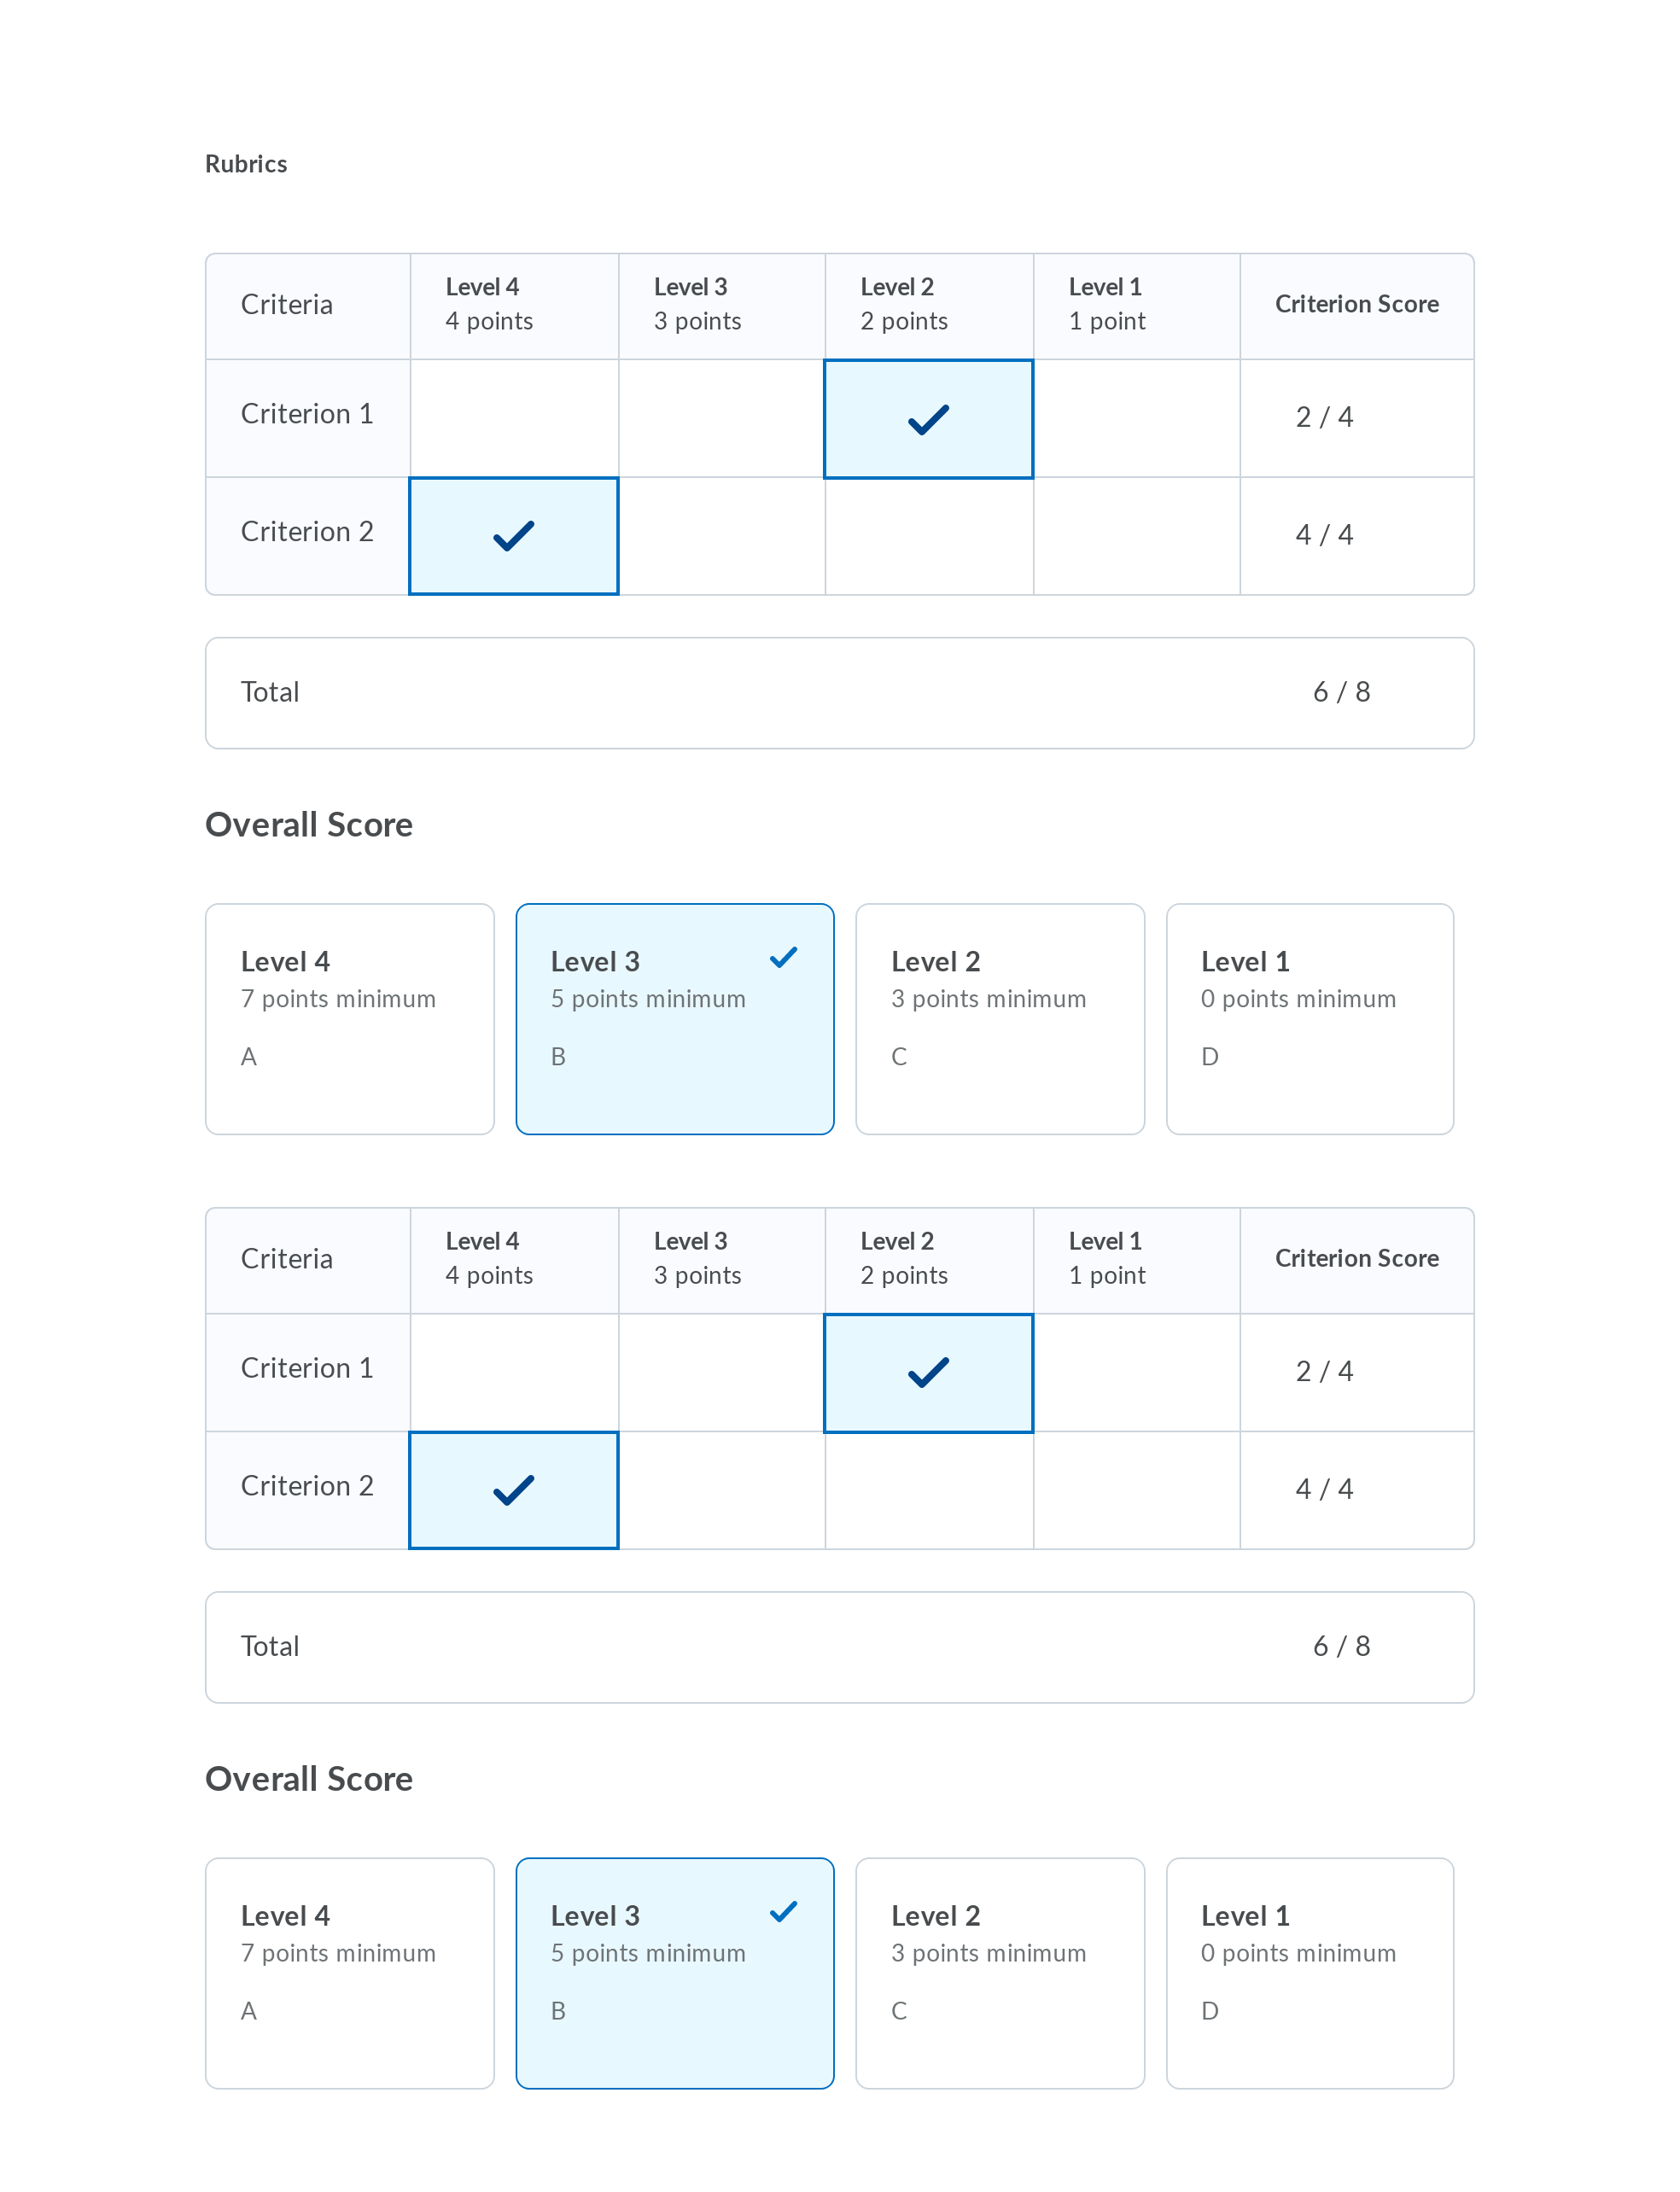 Rubrics
Criteria Level 4 Level 3 Level 2 Level 1 Criterion Score
4 points 3 points 2 points 1 point
Criterion 1 2 / 4
Criterion 2 4 / 4
Total 6 / 8
Overall Score
Level 4 Level 3 Level 2 Level 1
7 points minimum 5 points minimum 3 points minimum 0 points minimum
A B C D
Criteria Level 4 Level 3 Level 2 Level 1 Criterion Score
4 points 3 points 2 points 1 point
Criterion 1 2 / 4
Criterion 2 4 / 4
Total 6 / 8
Overall Score
Level 4 Level 3 Level 2 Level 1
7 points minimum 5 points minimum 3 points minimum 0 points minimum
A B C D